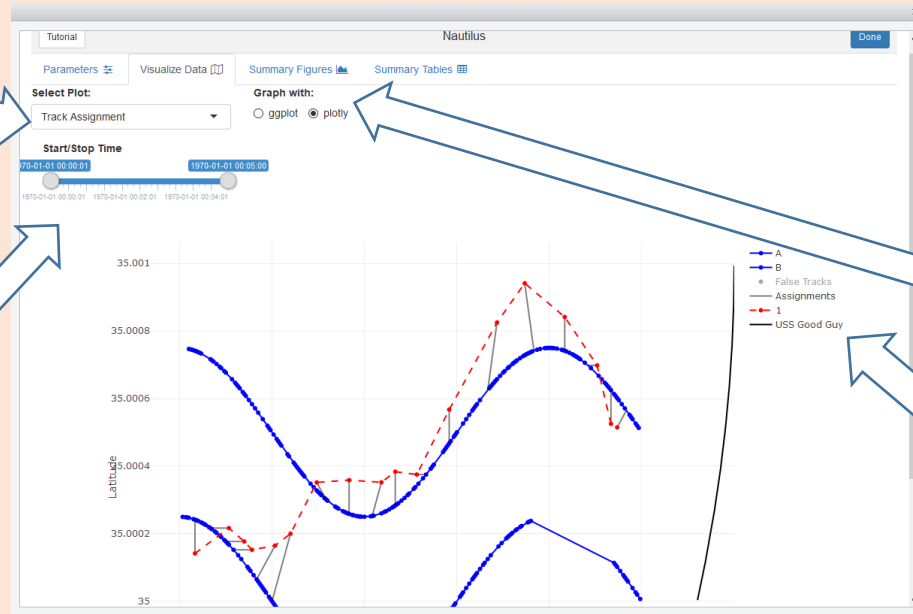 Tutorial
Nautilus
Done
Parameters
Visualize Data
Summary Figures
Summary Tables
Select Plot:
Graph with:
Track Assignment
ggplot
plotly
Start/Stop Time
70-01-01 00:00:01
1970-01-01 00:05:00
1970-01-01 00:00:01
1970-01-01 00:02:01
1970-01-01 00:04:01
35.001
35.0008
35.0006
35.0004
35.0002
35
Latitude
A
B
False Tracks
Assignments
1
USS Good Guy